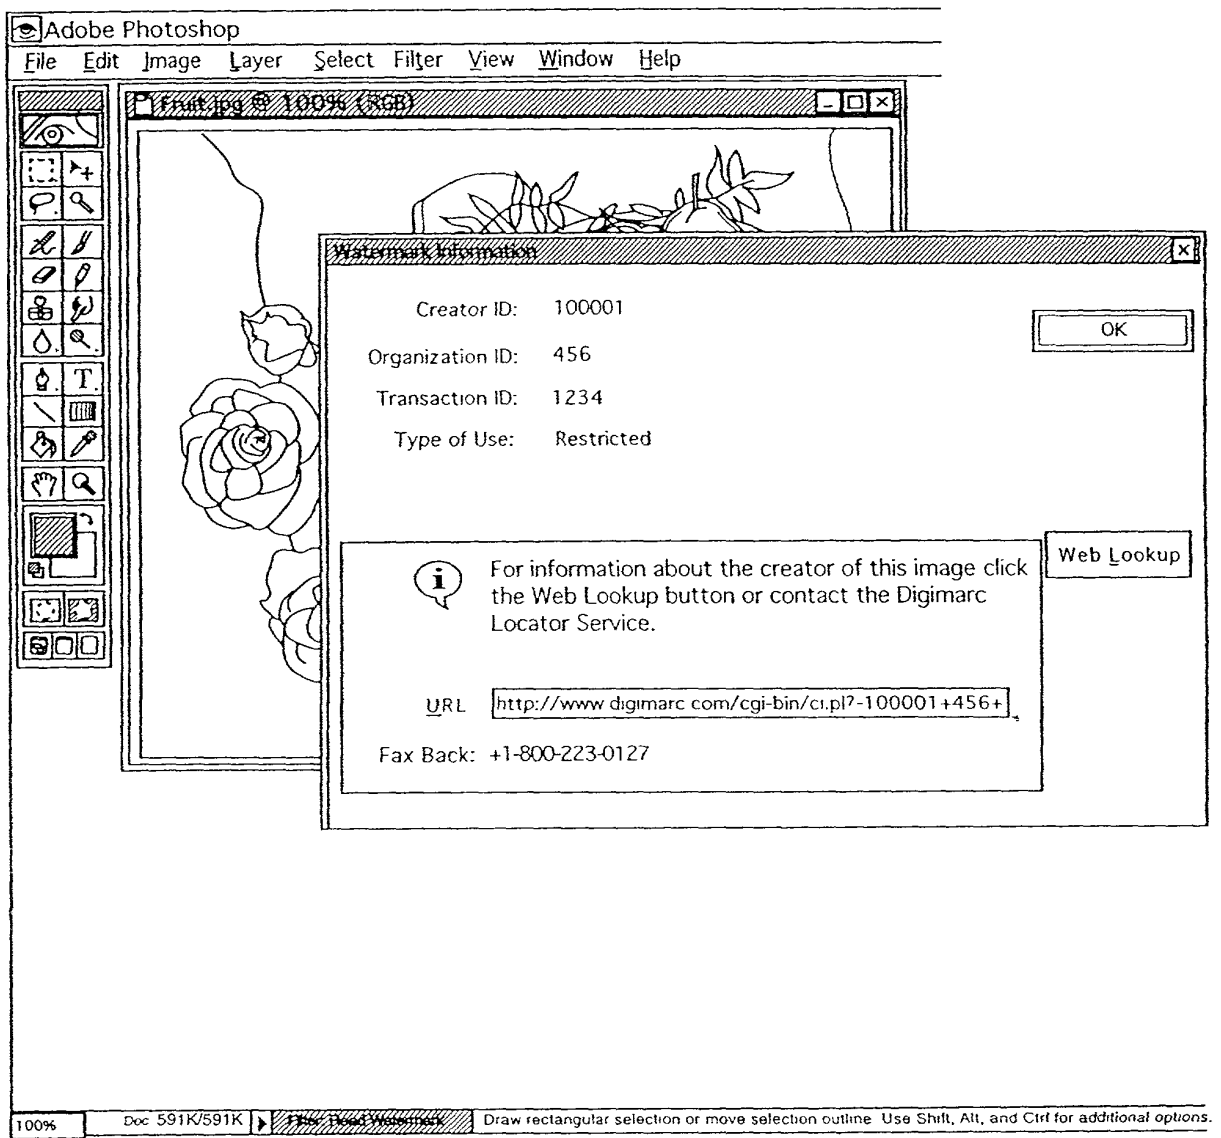 Adobe Photoshop
File Edit Image Layer Select Filter View Window Help
Fruit.jpg @ 100% (RGB)
Watermark Information
Creator ID: 100001
OK
Organization ID: 456
Transaction ID: 1234
Type of Use: Restricted
Web Lookup
For information about the creator of this image click
the Web Lookup button or contact the Digimarc
Locator Service.
URL http://www digimarc com/cgi-bin/ci.pl?-100001+456+
Fax Back: +1-800-223-0127
T
100% Doc 591K/591K Filter: Read Watermark Draw rectangular selection or move selection outline Use Shift, Alt, and Ctrl for additional options.